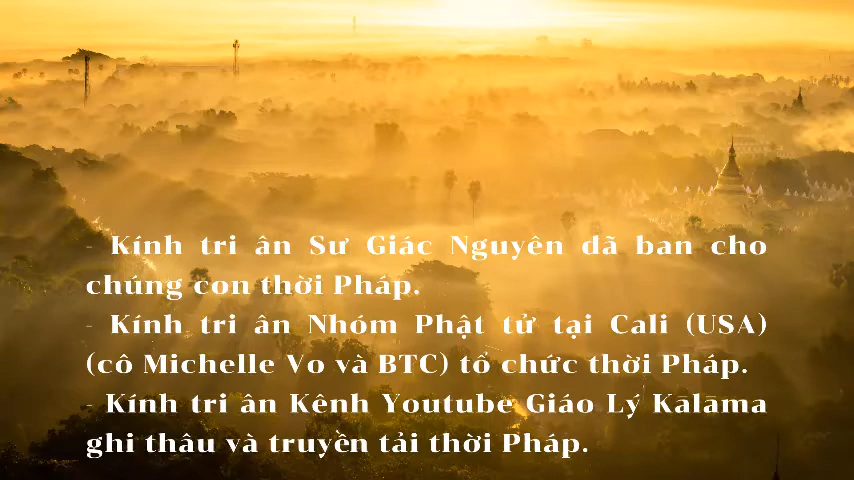 - Kính tri ân Sư Giác Nguyên đã ban cho
chúng con thời Pháp.
- Kính tri ân Nhóm Phật tử tại Cali (USA)
(cô Michelle Vo và BTC) tổ chức thời Pháp.
- Kính tri ân Kênh Youtube Giáo Lý Kālāma
ghi thâu và truyền tải thời Pháp.